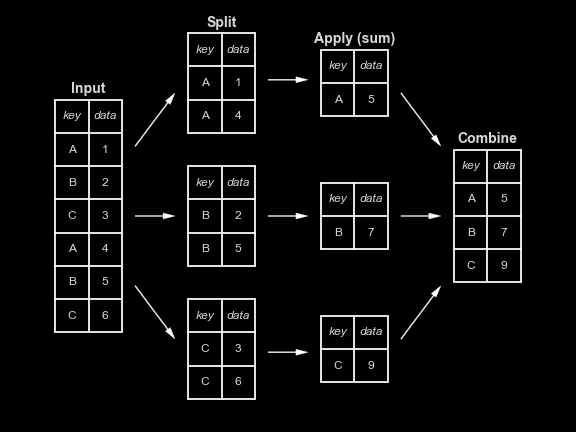 Input
key data
A 1
B 2
C 3
A 4
B 5
C 6
Split
key data
A 1
A 4
key data
B 2
B 5
key data
C 3
C 6
Apply (sum)
key data
A 5
key data
B 7
key data
C 9
Combine
key data
A 5
B 7
C 9